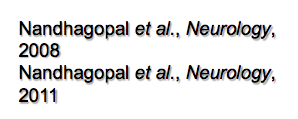 Nandhagopal et al., Neurology,
2008
Nandhagopal et al., Neurology,
2011